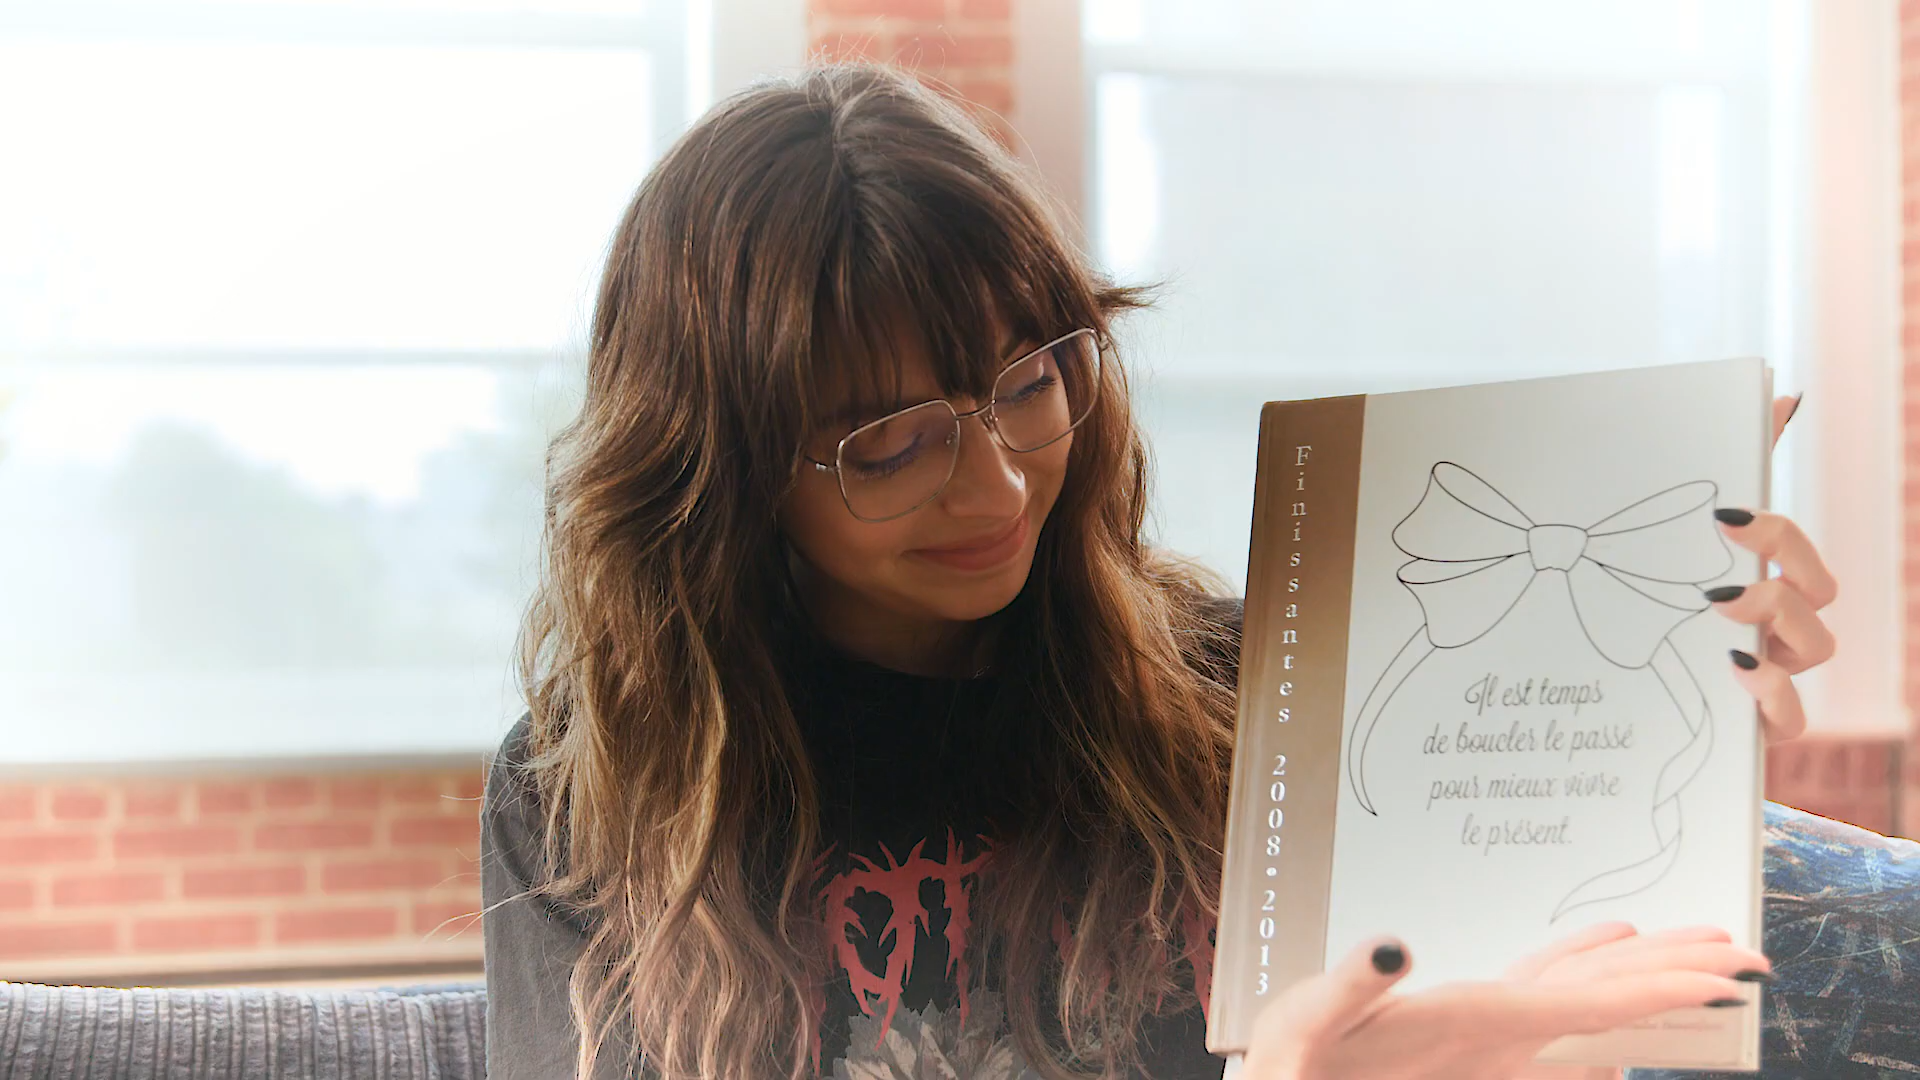 Finissantes 2008•2013
Il est temps
de boucler le passé
pour mieux vivre
le présent.